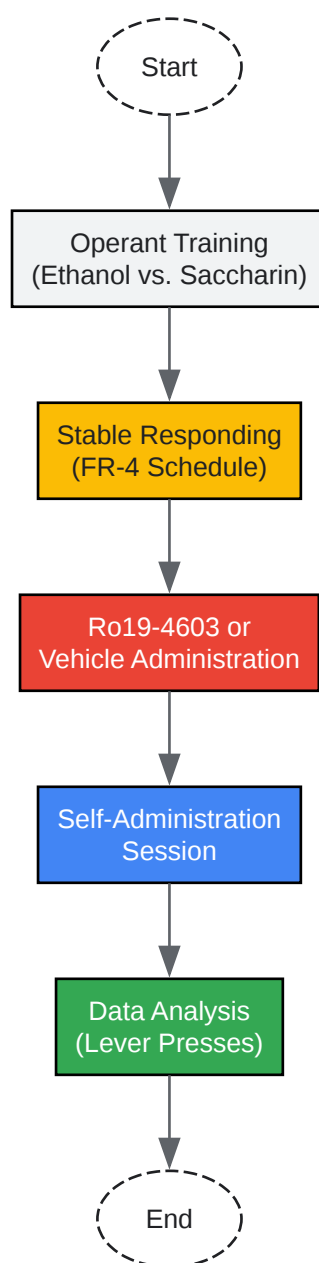 Start
Operant Training
(Ethanol vs. Saccharin)
Stable Responding
(FR-4 Schedule)
Ro19-4603 or
Vehicle Administration
Self-Administration
Session
Data Analysis
(Lever Presses)
End